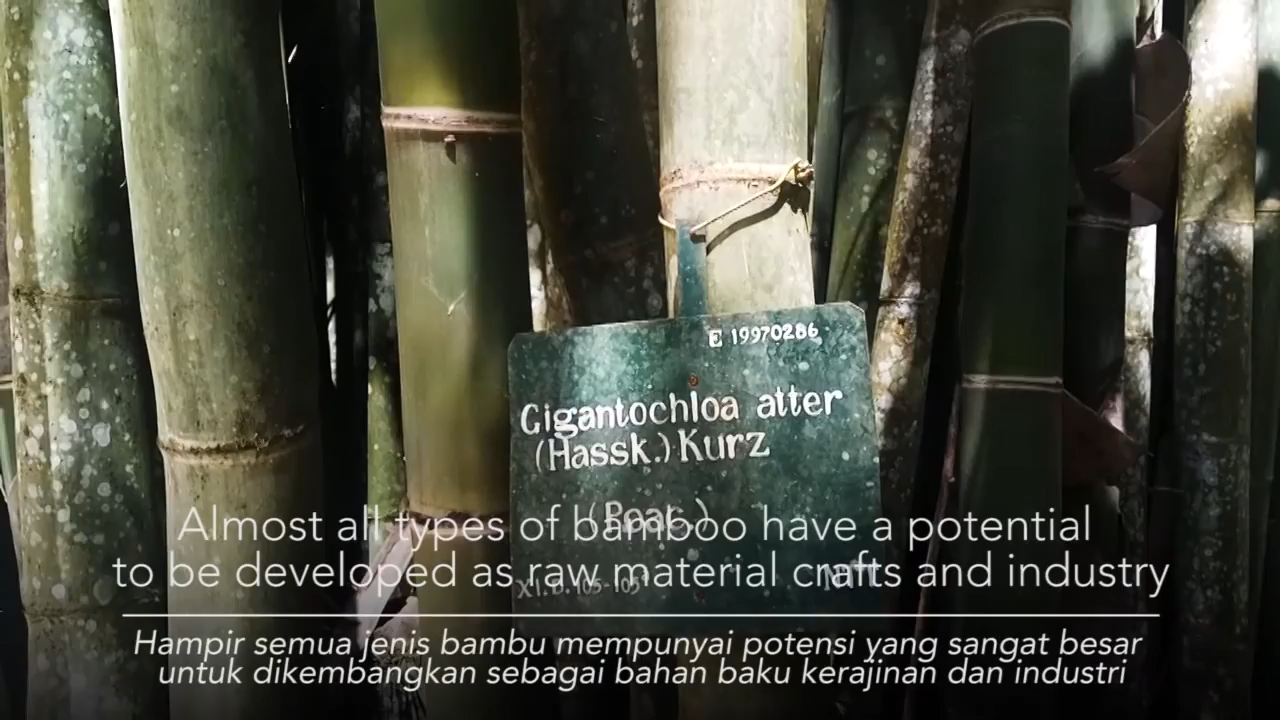 E 19970286
Gigantochloa atter
(Hassk.) Kurz
(Poac.)
Almost all types of bamboo have a potential
to be developed as raw material crafts and industry
Hampir semua jenis bambu mempunyai potensi yang sangat besar
untuk dikembangkan sebagai bahan baku kerajinan dan industri